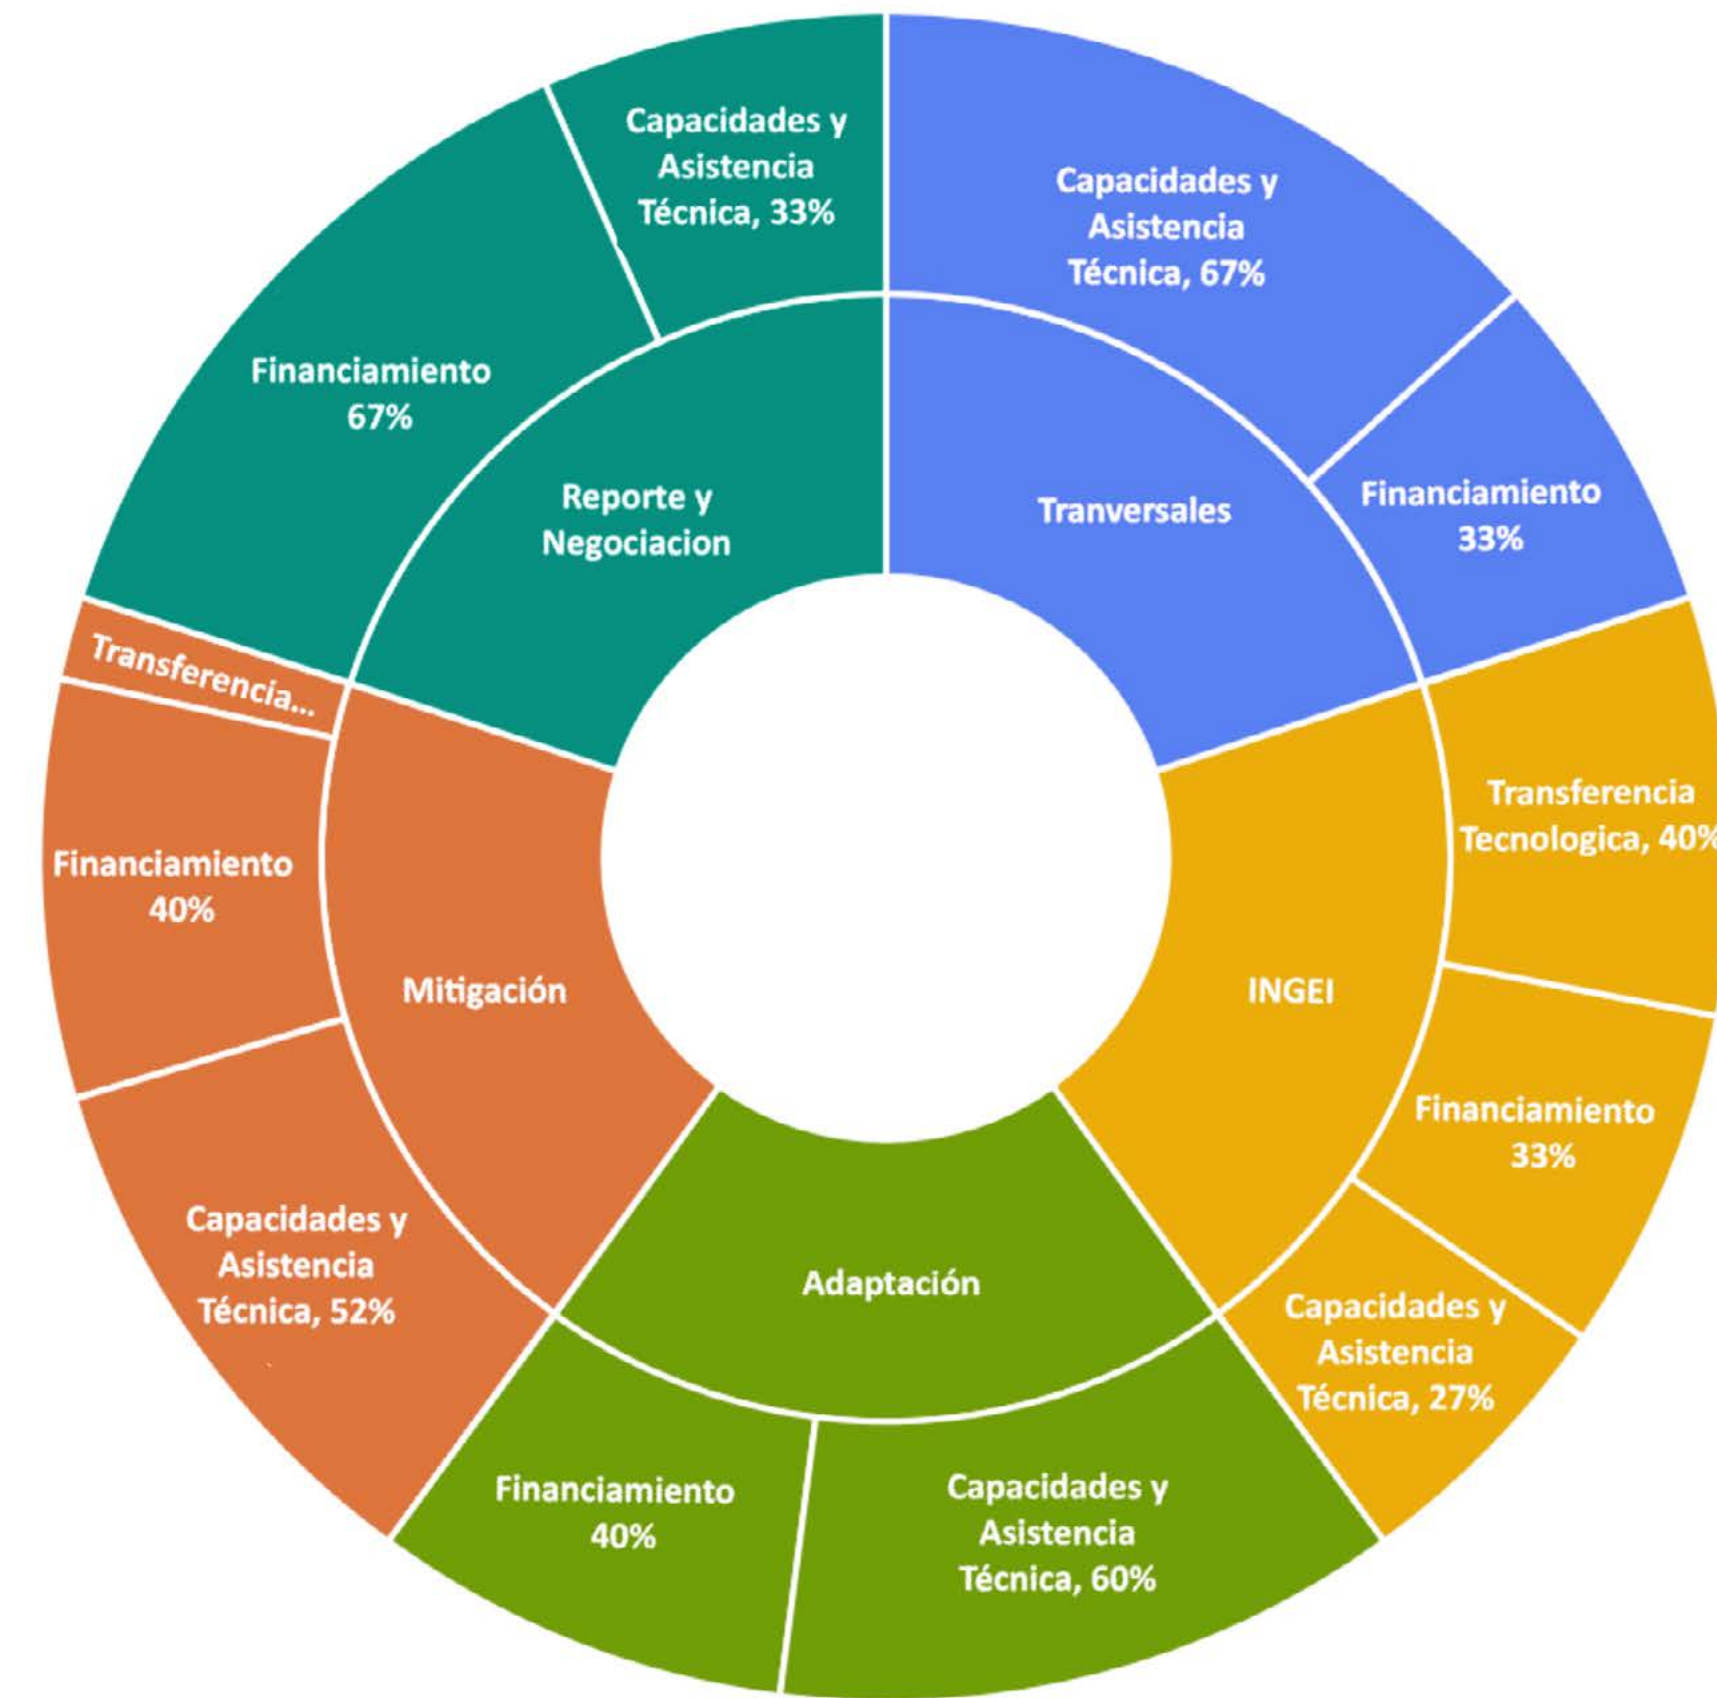 Capacidades y
Asistencia
Técnica, 33%
Capacidades y
Asistencia
Técnica, 67%
Financiamiento
67%
Financiamiento
33%
Reporte y
Negociacion
Tranversales
Transferencia...
Transferencia
Tecnologica, 40%
Financiamiento
40%
Mitigación
INGEI
Financiamiento
33%
Capacidades y
Asistencia
Técnica, 52%
Adaptación
Capacidades y
Asistencia
Técnica, 27%
Financiamiento
40%
Capacidades y
Asistencia
Técnica, 60%